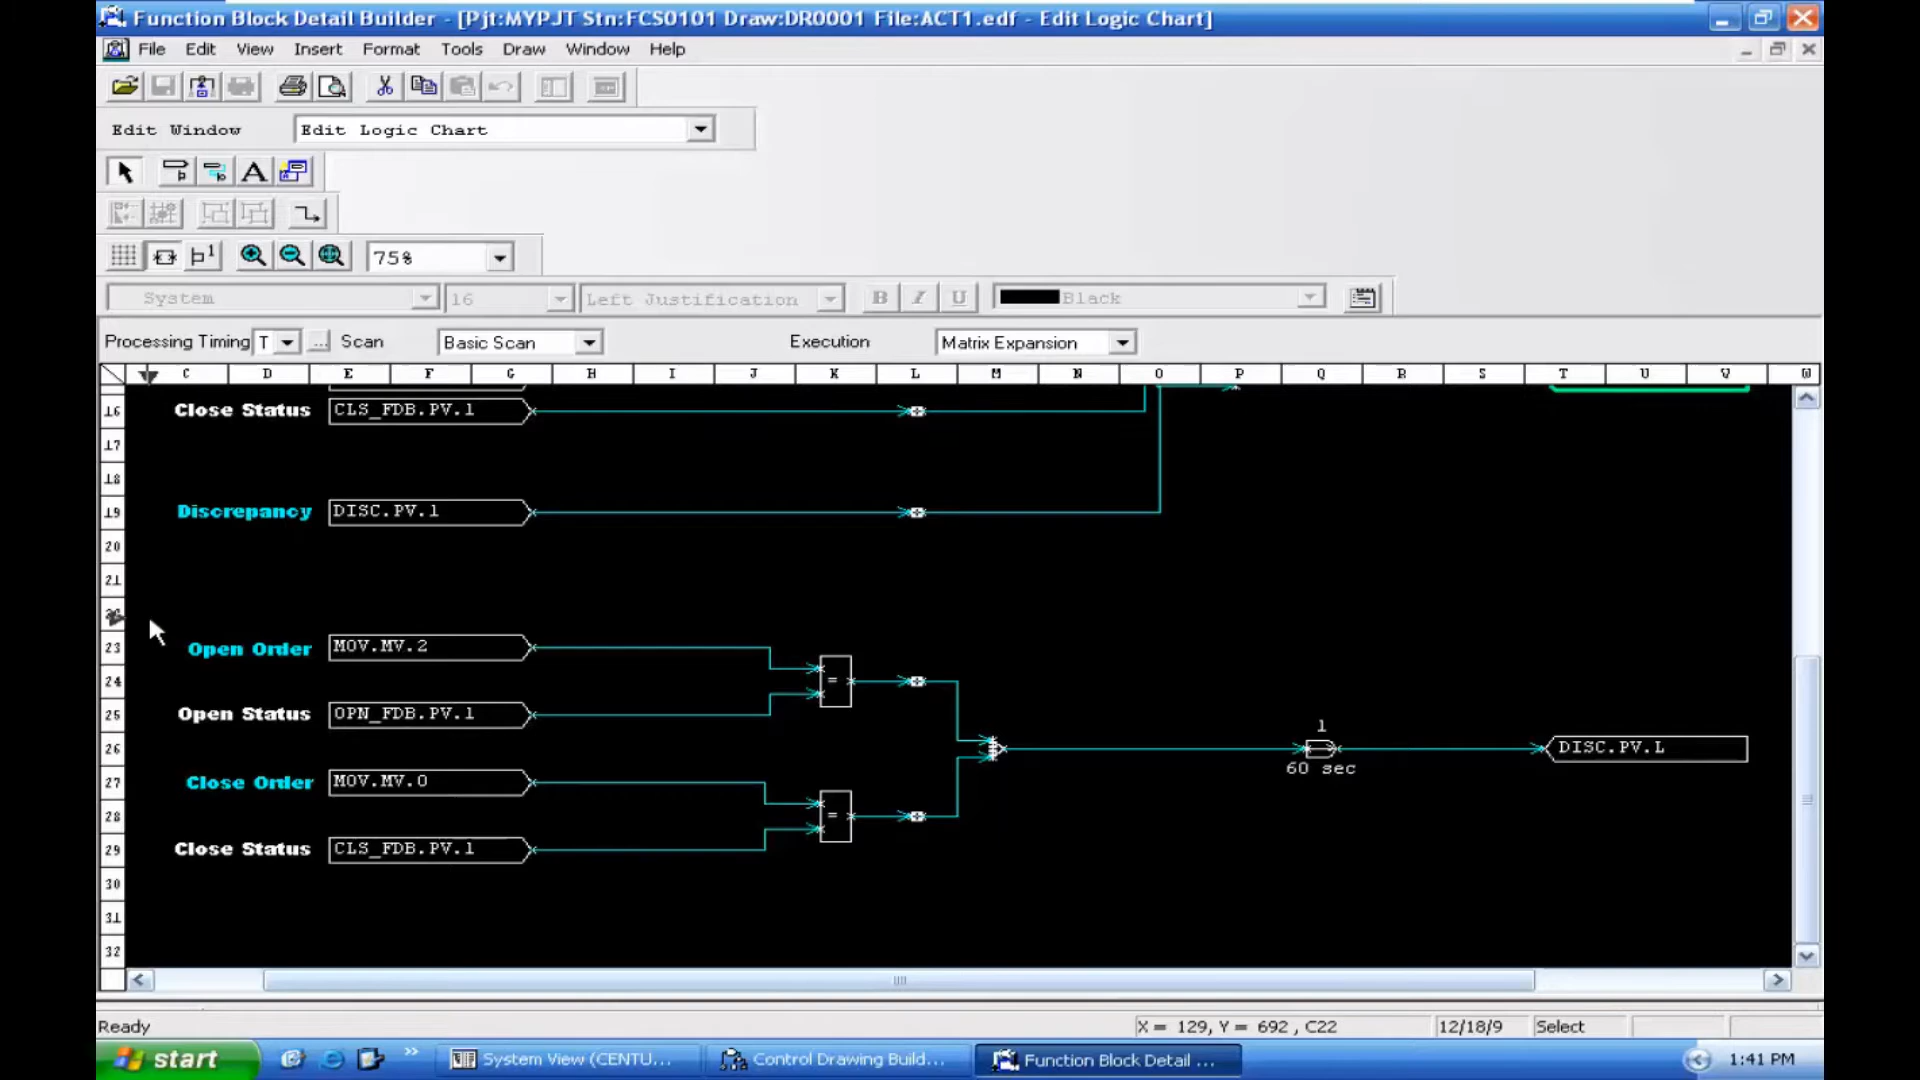 Function Block Detail Builder - [Pjt:MYPJT Stn:FCS0101 Draw:DR0001 File:ACT1.edf - Edit Logic Chart]
File Edit View Insert Format Tools Draw Window Help
Edit Window Edit Logic Chart
A
75%
System 16 Left Justification B I U Black
Processing Timing T ... Scan Basic Scan Execution Matrix Expansion
C D E F G H I J K L M N O P Q R S T U V W
16 Close Status CLS_FDB.PV.1
17
18
19 Discrepancy DISC.PV.1
20
21
23 Open Order MOV.MV.2
24 =
25 Open Status OPN_FDB.PV.1
1
26 DISC.PV.L
60 sec
27 Close Order MOV.MV.0
28 =
29 Close Status CLS_FDB.PV.1
30
31
32
Ready X = 129, Y = 692 , C22 12/18/9 Select
start System View (CENTU... Control Drawing Build... Function Block Detail ... 1:41 PM